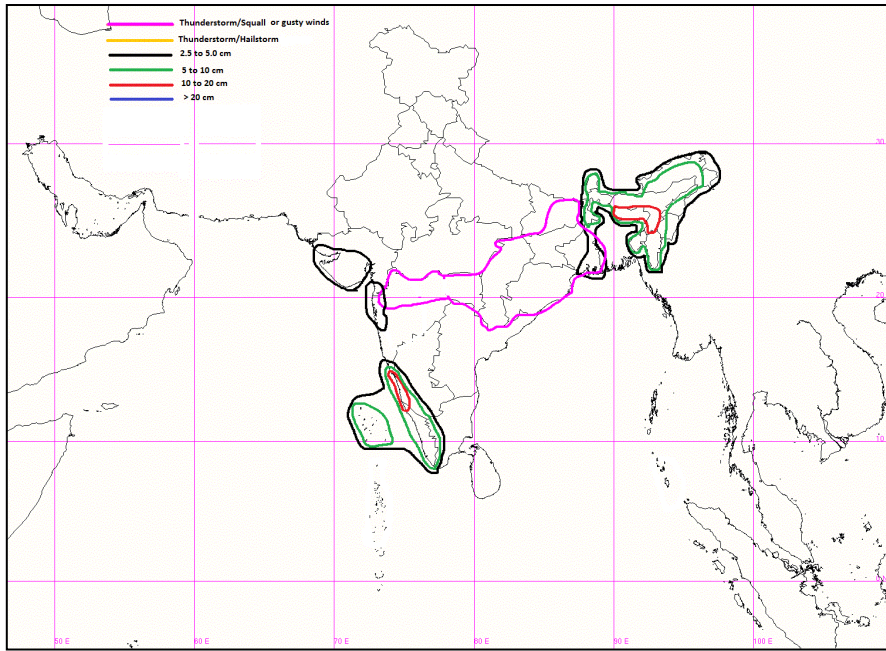 Thunderstorm/Squall or gusty winds
Thunderstorm/Hailstorm
2.5 to 5.0 cm
5 to 10 cm
10 to 20 cm
> 20 cm
30
20
10
0
50 E
60 E
70 E
80 E
90 E
100 E